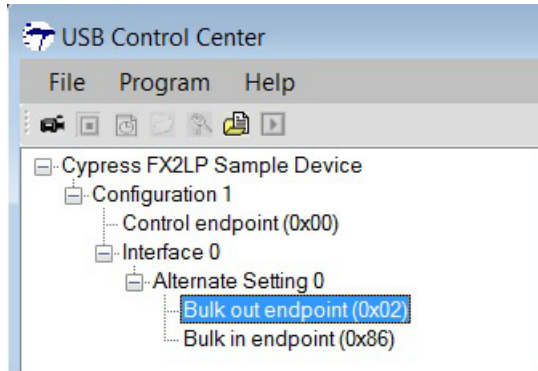 USB Control Center
File Program Help
Cypress FX2LP Sample Device
Configuration 1
Control endpoint (0x00)
Interface 0
Alternate Setting 0
Bulk out endpoint (0x02)
Bulk in endpoint (0x86)